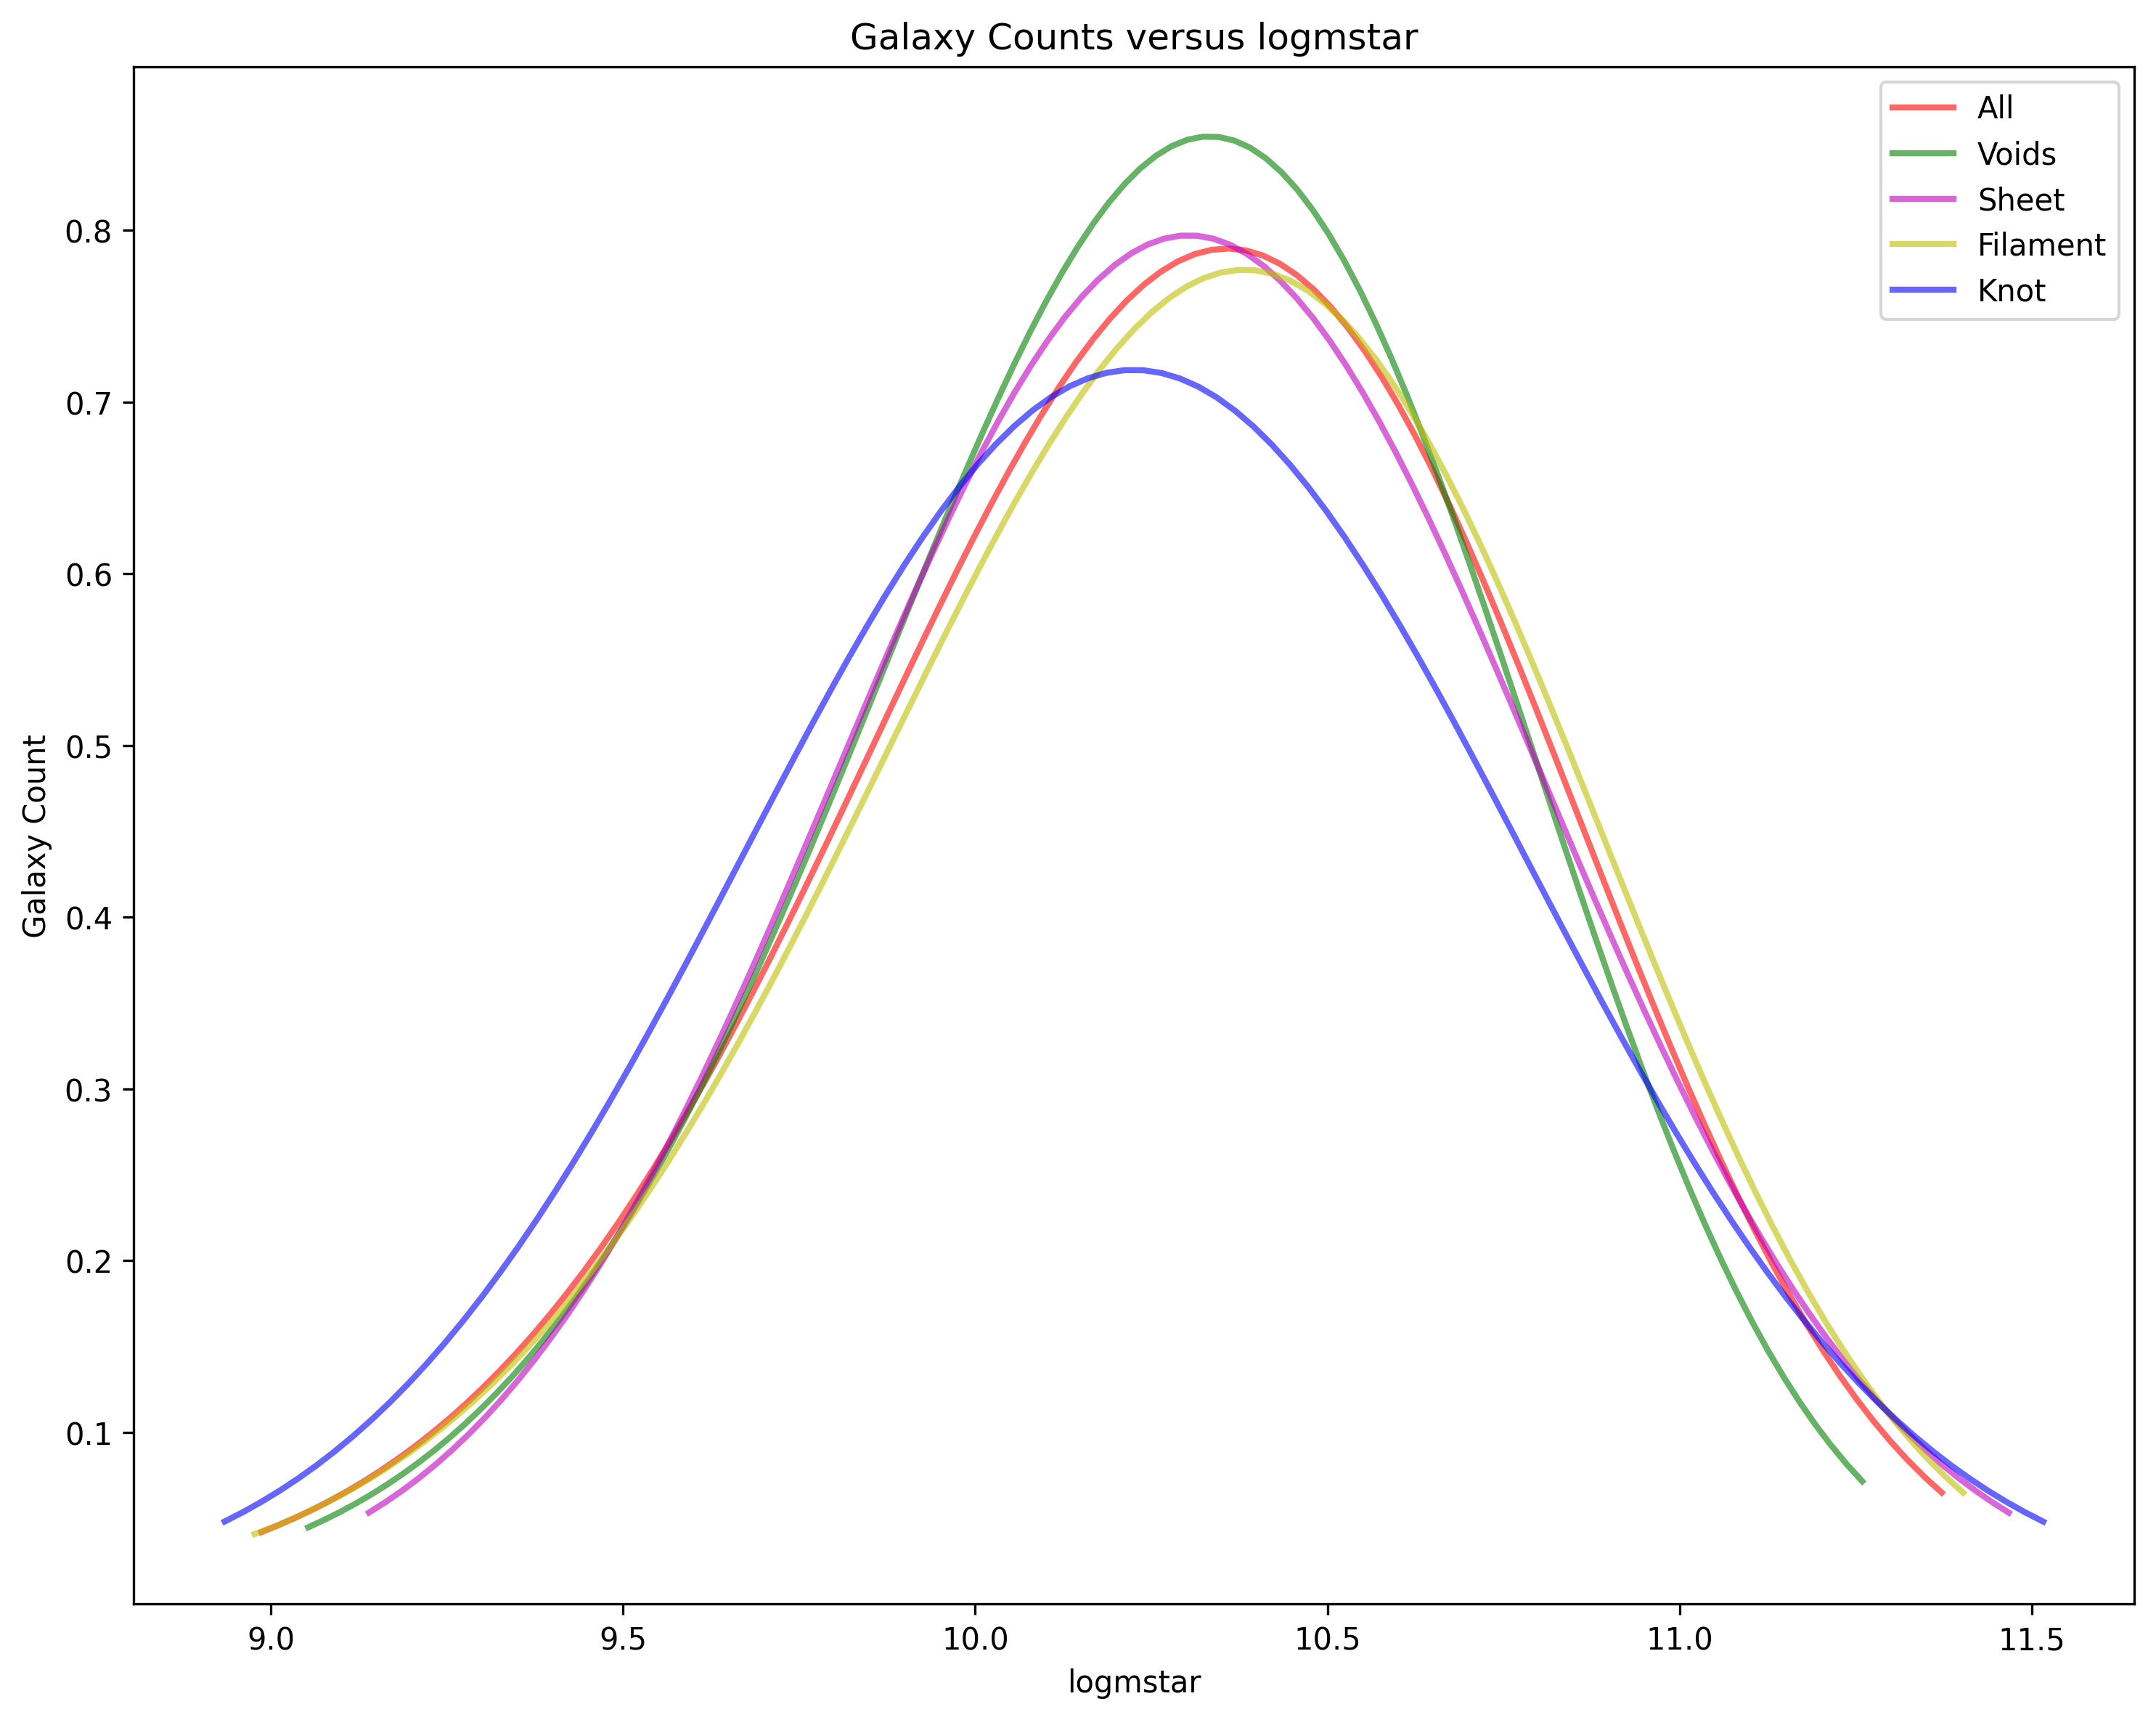 Galaxy Counts versus logmstar
All
Voids
Sheet
Filament
Knot
0.8
0.7
0.6
0.5
0.4
0.3
0.2
0.1
Galaxy Count
9.0 9.5 10.0 10.5 11.0 11.5
logmstar